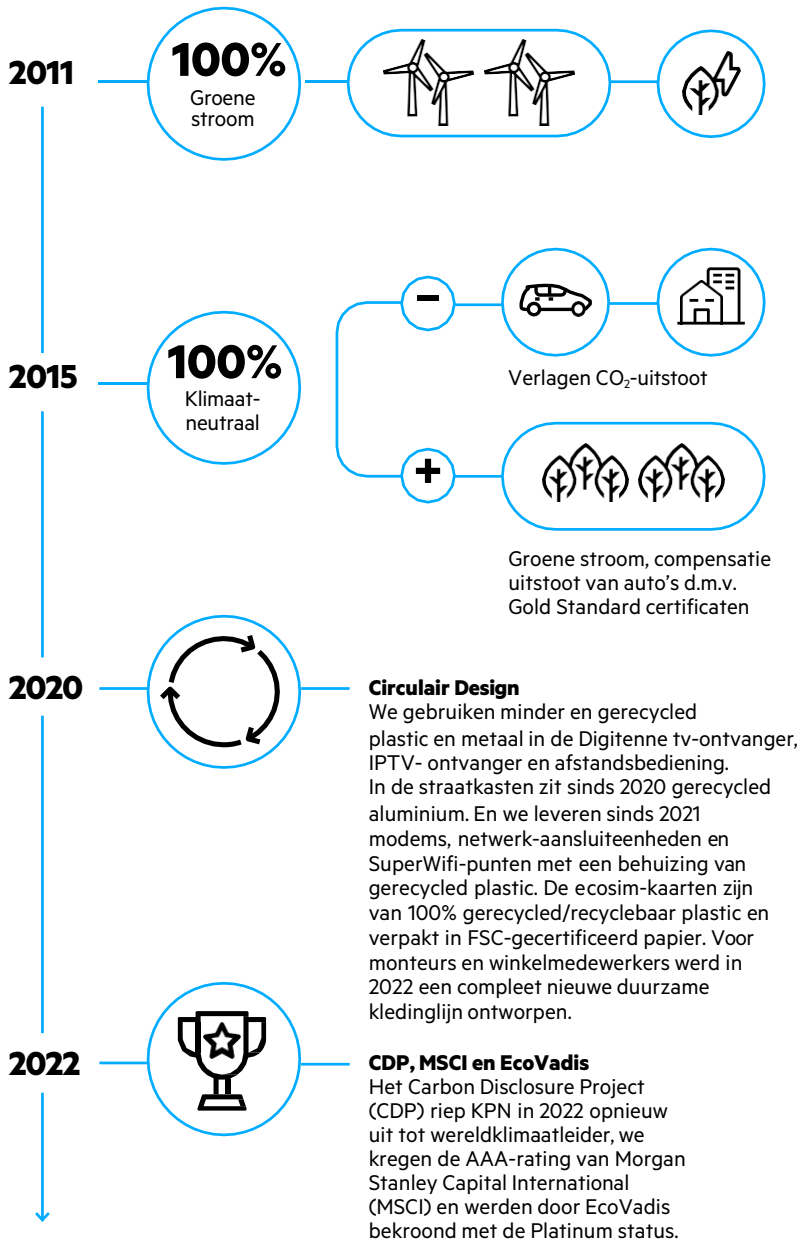 2011
100%
Groene
stroom
2015
100%
Klimaat-
neutraal
−
Verlagen CO₂-uitstoot
+
Groene stroom, compensatie
uitstoot van auto's d.m.v.
Gold Standard certificaten
2020
Circulair Design
We gebruiken minder en gerecycled
plastic en metaal in de Digitenne tv-ontvanger,
IPTV- ontvanger en afstandsbediening.
In de straatkasten zit sinds 2020 gerecycled
aluminium. En we leveren sinds 2021
modems, netwerk-aansluiteenheden en
SuperWifi-punten met een behuizing van
gerecycled plastic. De ecosim-kaarten zijn
van 100% gerecycled/recyclebaar plastic en
verpakt in FSC-gecertificeerd papier. Voor
monteurs en winkelmedewerkers werd in
2022 een compleet nieuwe duurzame
kledinglijn ontworpen.
2022
CDP, MSCI en EcoVadis
Het Carbon Disclosure Project
(CDP) riep KPN in 2022 opnieuw
uit tot wereldklimaatleider, we
kregen de AAA-rating van Morgan
Stanley Capital International
(MSCI) en werden door EcoVadis
bekroond met de Platinum status.